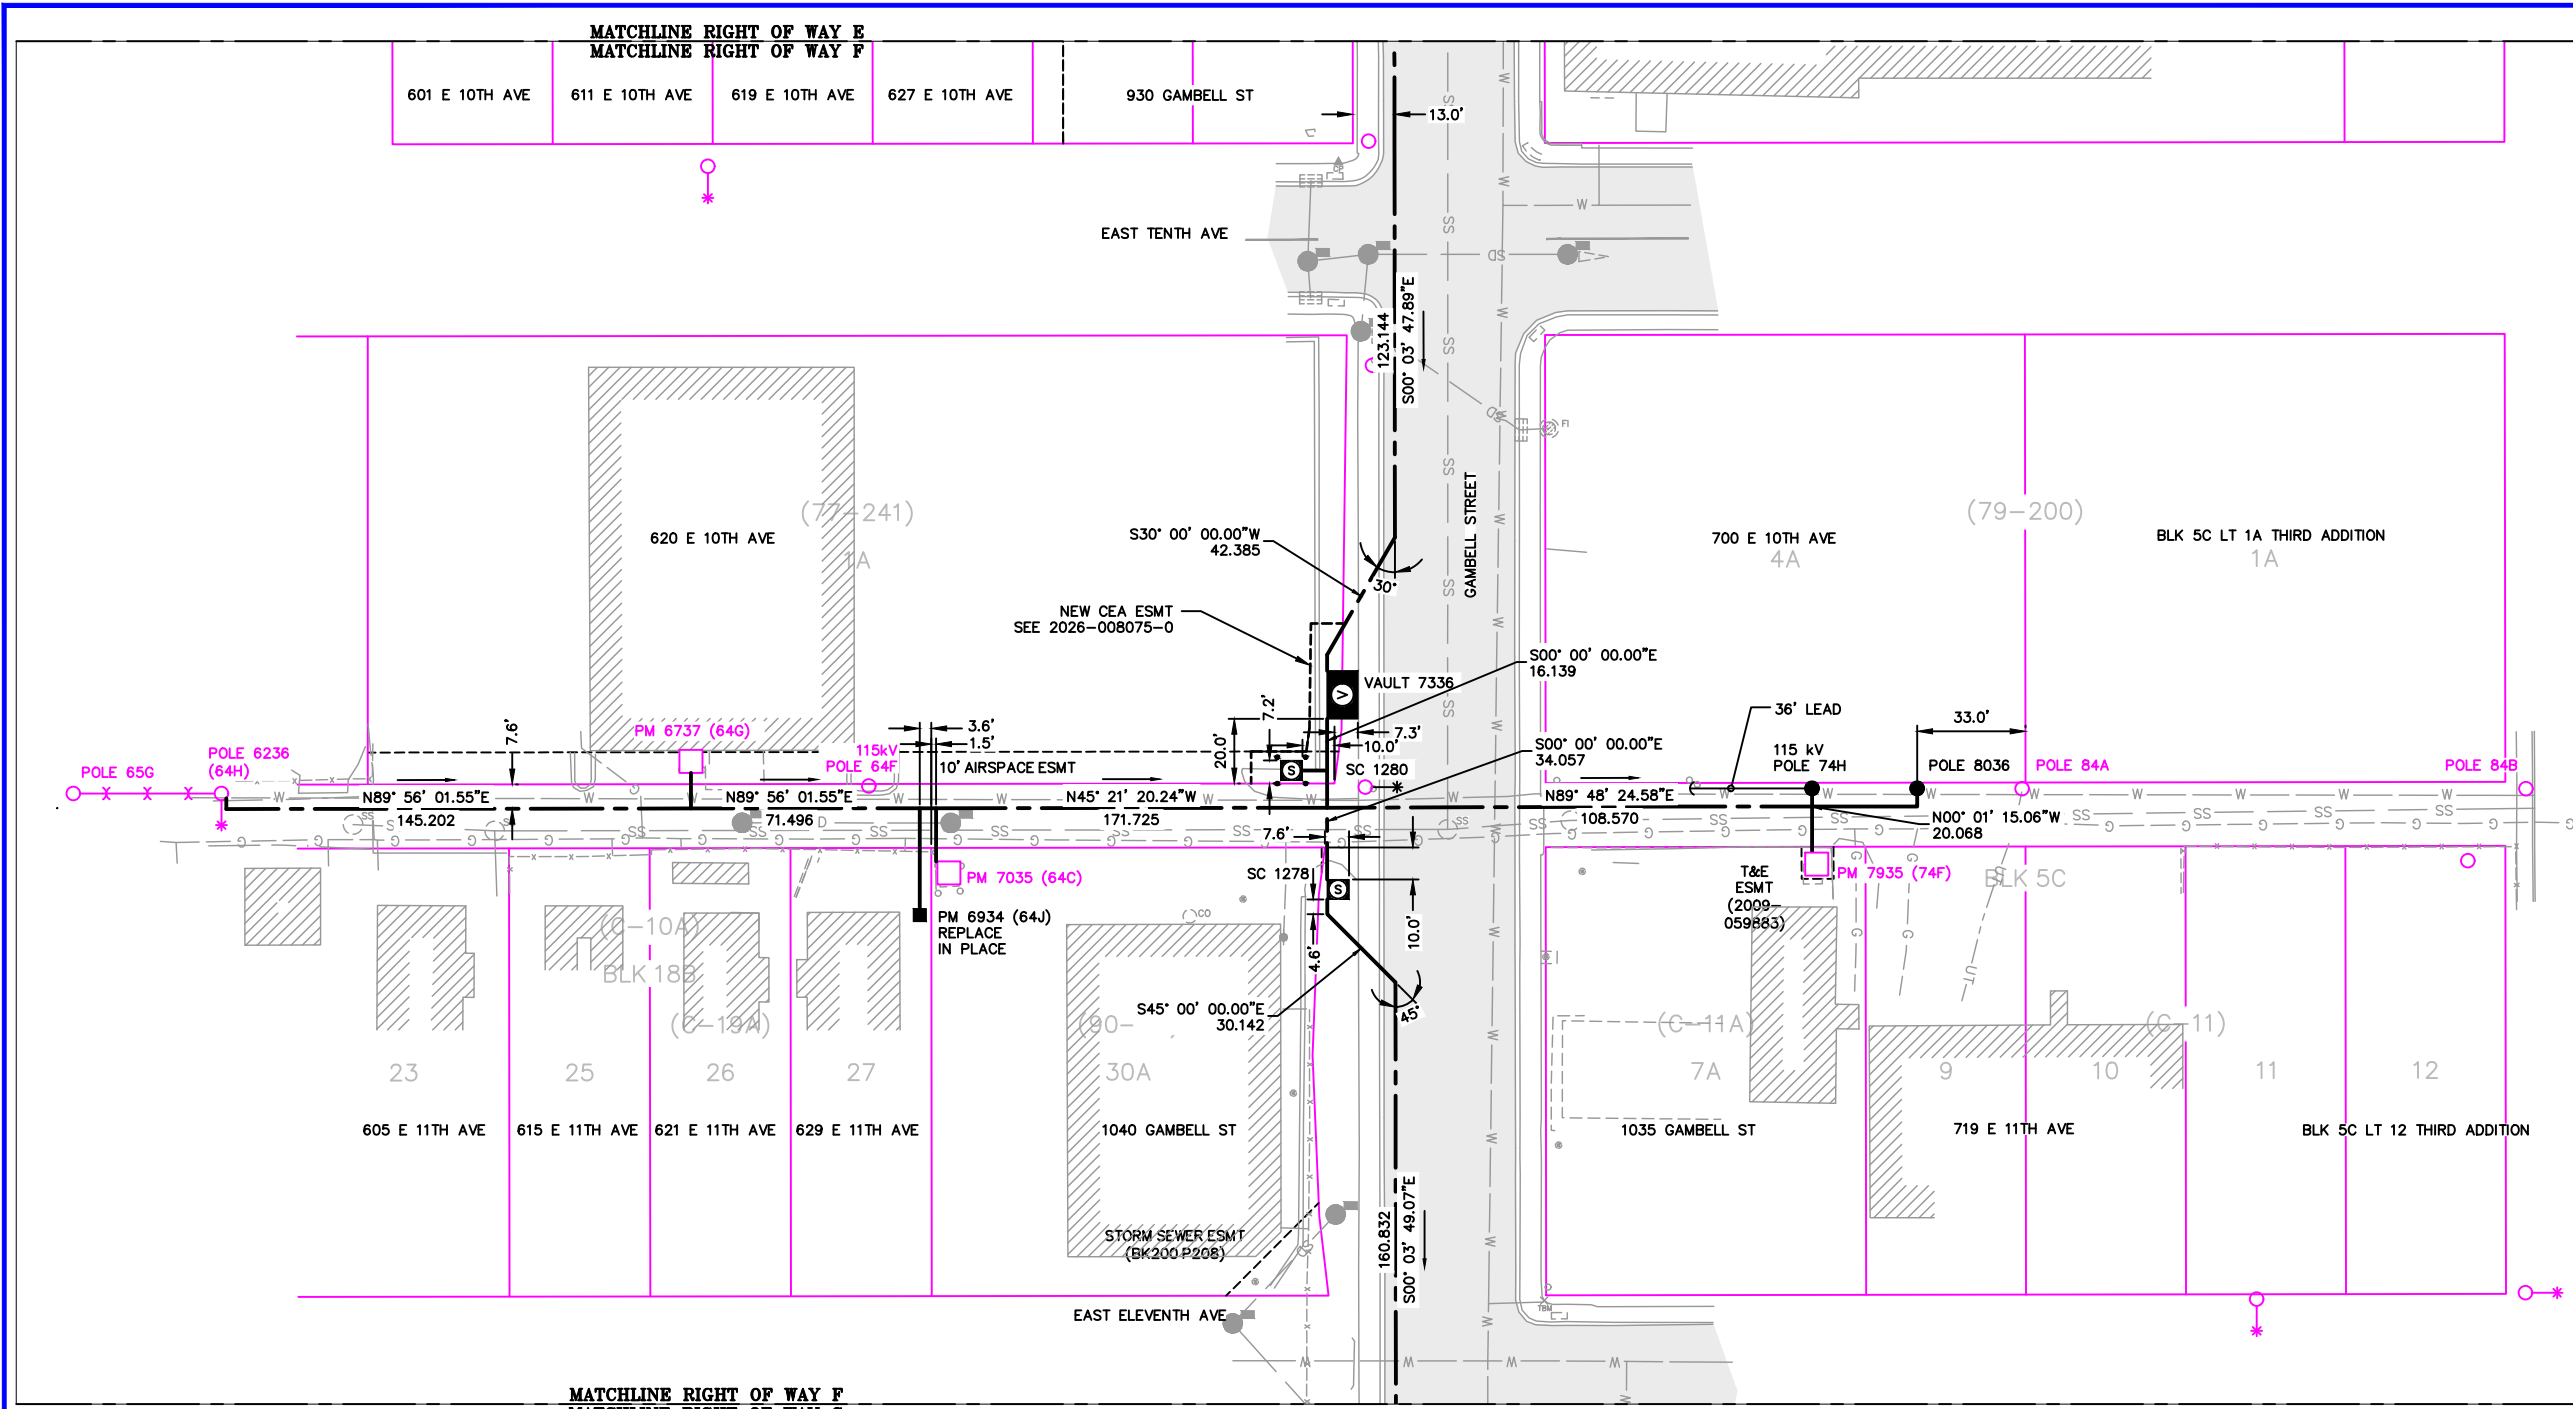 MATCHLINE RIGHT OF WAY E
MATCHLINE RIGHT OF WAY F
601 E 10TH AVE
611 E 10TH AVE
619 E 10TH AVE
627 E 10TH AVE
930 GAMBELL ST
13.0'
EAST TENTH AVE
CP
SD
123.144
S00° 03' 47.89"E
SD
FI
GAMBELL STREET
(77-241)
1A
620 E 10TH AVE
S30° 00' 00.00"W
42.385
30°
700 E 10TH AVE
4A
(79-200)
BLK 5C LT 1A THIRD ADDITION
1A
NEW CEA ESMT
SEE 2026-008075-0
S00° 00' 00.00"E
16.139
V
VAULT 7336
7.2'
20.0'
7.3'
10.0'
S00° 00' 00.00"E
34.057
36' LEAD
33.0'
7.6'
PM 6737 (64G)
3.6'
1.5'
115kV
POLE 64F
10' AIRSPACE ESMT
S
SC 1280
115 kV
POLE 74H
POLE 8036
POLE 84A
POLE 84B
POLE 65G
POLE 6236
(64H)
N89° 56' 01.55"E
145.202
N89° 56' 01.55"E
71.496
N45° 21' 20.24"W
171.725
N89° 48' 24.58"E
108.570
N00° 01' 15.06"W
20.068
7.6'
SC 1278
S
10.0'
4.6'
PM 7035 (64C)
PM 6934 (64J)
REPLACE
IN PLACE
CO
T&E
ESMT
(2009-
059883)
PM 7935 (74F)
BLK 5C
UT
(C-10A)
BLK 18B
(C-19A)
(90-
S45° 00' 00.00"E
30.142
45°
(C-11A)
(C-11)
23
25
26
27
30A
7A
9
10
11
12
605 E 11TH AVE
615 E 11TH AVE
621 E 11TH AVE
629 E 11TH AVE
1040 GAMBELL ST
1035 GAMBELL ST
719 E 11TH AVE
BLK 5C LT 12 THIRD ADDITION
STORM SEWER ESMT
(BK200 P208)
160.832
S00° 03' 49.07"E
EAST ELEVENTH AVE
TBM
MATCHLINE RIGHT OF WAY F